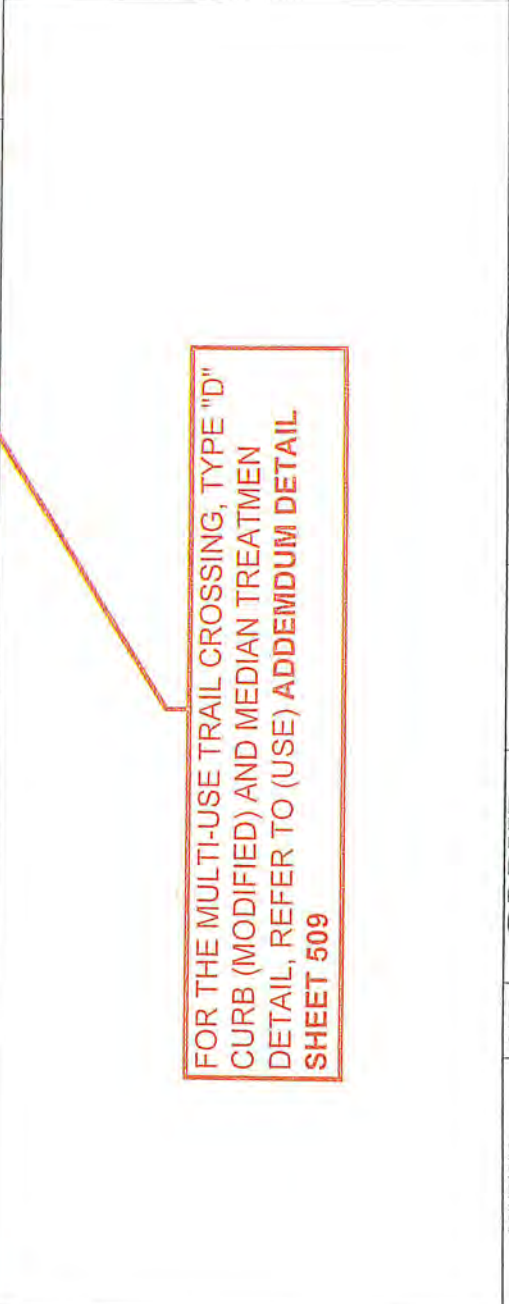 FOR THE MULTI-USE TRAIL CROSSING, TYPE "D"
CURB (MODIFIED) AND MEDIAN TREATMEN
DETAIL, REFER TO (USE) ADDEMDUM DETAIL
SHEET 509